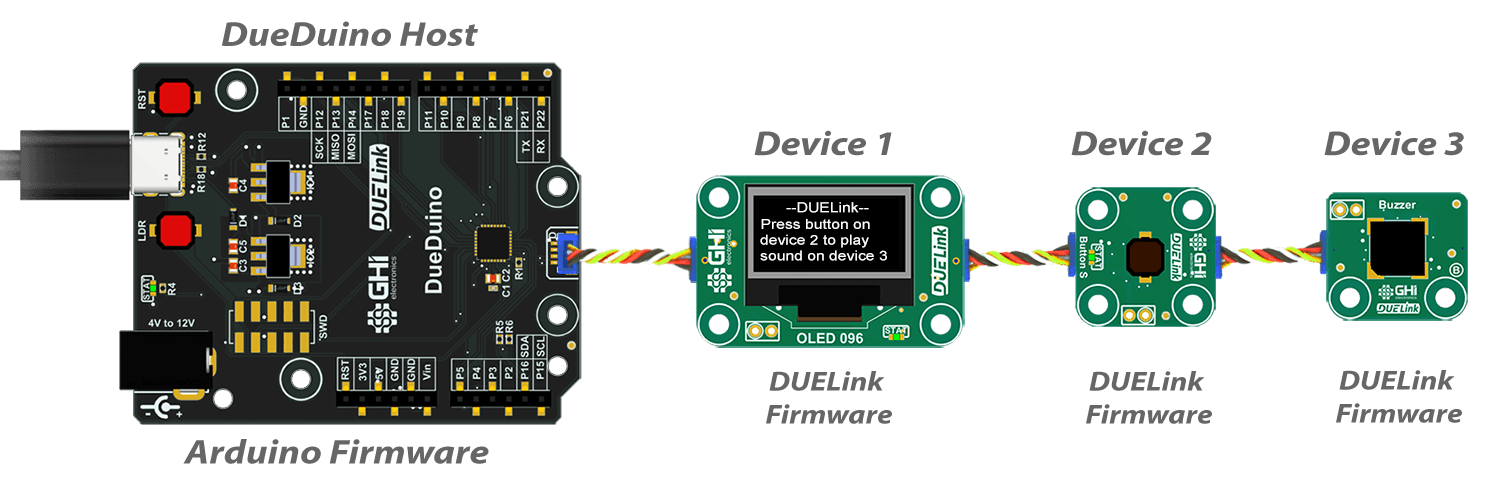 DueDuino Host
RST
P1
GND
P12
P13
P14
P17
P18
P19
P11
P10
P9
P8
P7
P6
P21
P22
SCK
MISO
MOSI
TX
RX
R12
R18
C4
LDR
D4
D2
C5
C3
STAT
R4
4V to 12V
SWD
DUELink
GHI
electronics
DueDuino
C2
C1
R5
R6
RST
3V3
GND
GND
Vin
P5
P4
P3
P2
P16
P15
SDA
SCL
- +
Arduino Firmware
Device 1
--DUELink--
Press button on
device 2 to play
sound on device 3
GHI
electronics
DUELink
STAT
OLED 096
DUELink
Firmware
Device 2
STAT
Button S
DUELink
GHI
electronics
DUELink
Firmware
Device 3
Buzzer
B
GHI
electronics
DUELink
DUELink
Firmware